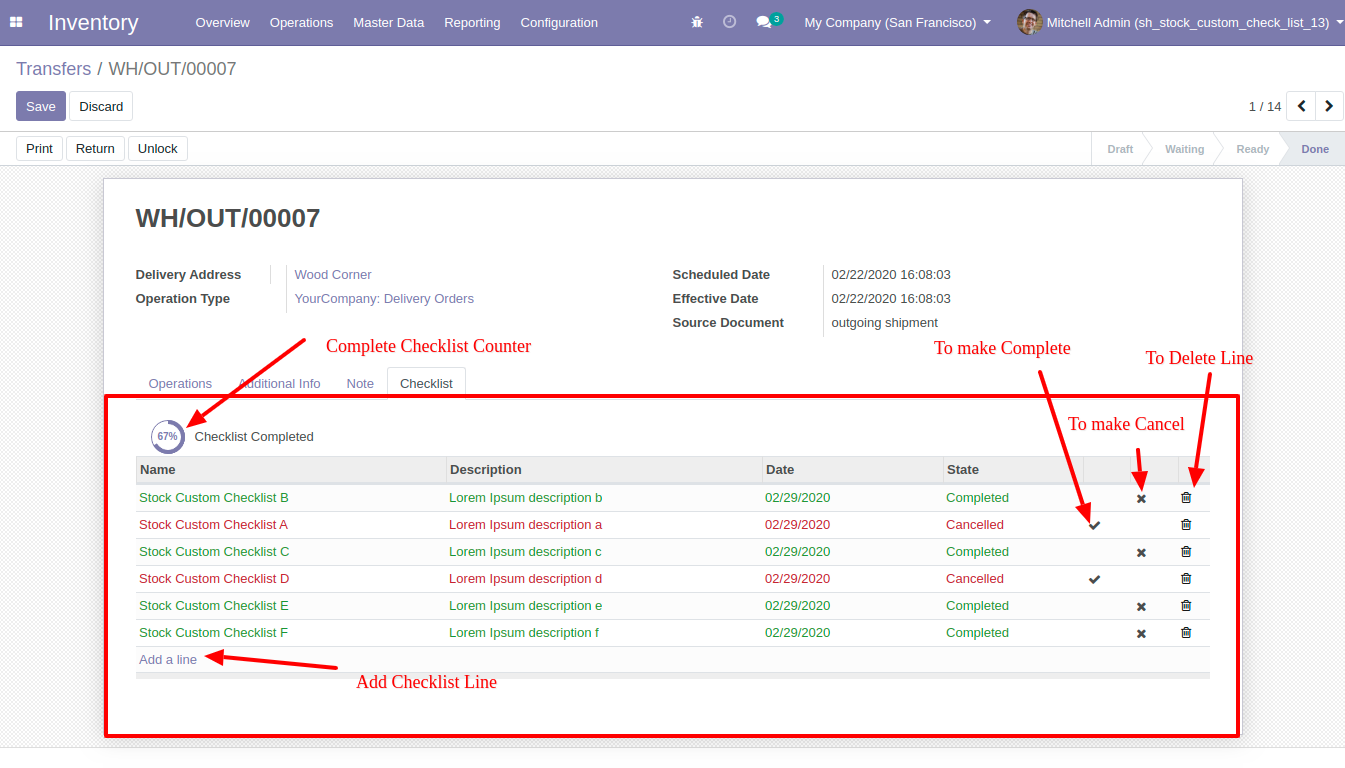 Inventory Overview Operations Master Data Reporting Configuration 3 My Company (San Francisco) Mitchell Admin (sh_stock_custom_check_list_13)
Transfers / WH/OUT/00007
Save Discard 1 / 14
Print Return Unlock Draft Waiting Ready Done
WH/OUT/00007
Delivery Address Wood Corner Scheduled Date 02/22/2020 16:08:03
Operation Type YourCompany: Delivery Orders Effective Date 02/22/2020 16:08:03
Source Document outgoing shipment
Complete Checklist Counter To make Complete To Delete Line
Operations Additional Info Note Checklist
To make Cancel
67% Checklist Completed
Name Description Date State
Stock Custom Checklist B Lorem Ipsum description b 02/29/2020 Completed
Stock Custom Checklist A Lorem Ipsum description a 02/29/2020 Cancelled
Stock Custom Checklist C Lorem Ipsum description c 02/29/2020 Completed
Stock Custom Checklist D Lorem Ipsum description d 02/29/2020 Cancelled
Stock Custom Checklist E Lorem Ipsum description e 02/29/2020 Completed
Stock Custom Checklist F Lorem Ipsum description f 02/29/2020 Completed
Add a line
Add Checklist Line